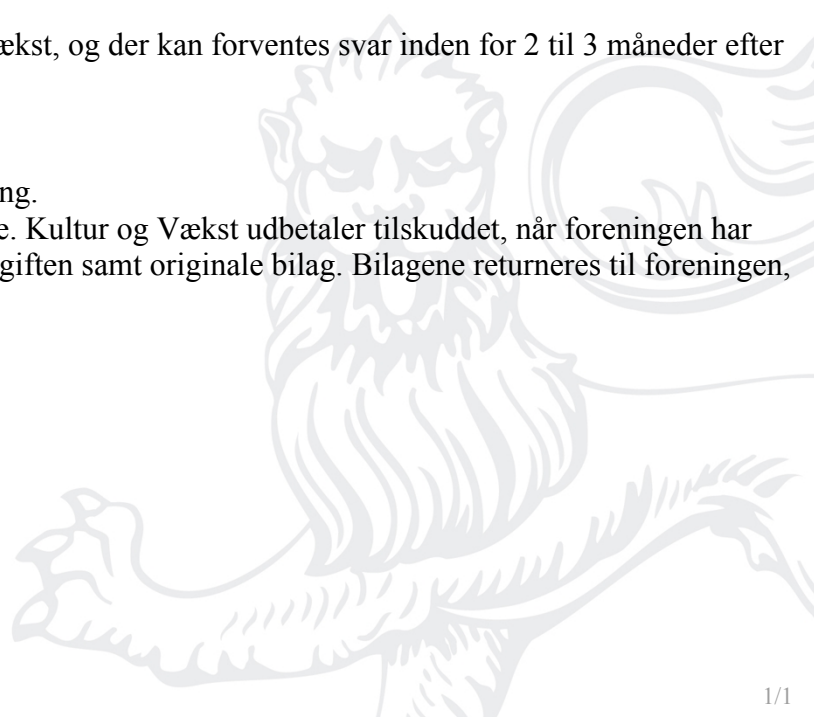 ækst, og der kan forventes svar inden for 2 til 3 måneder efter
ng.
e. Kultur og Vækst udbetaler tilskuddet, når foreningen har
giften samt originale bilag. Bilagene returneres til foreningen,
1/1